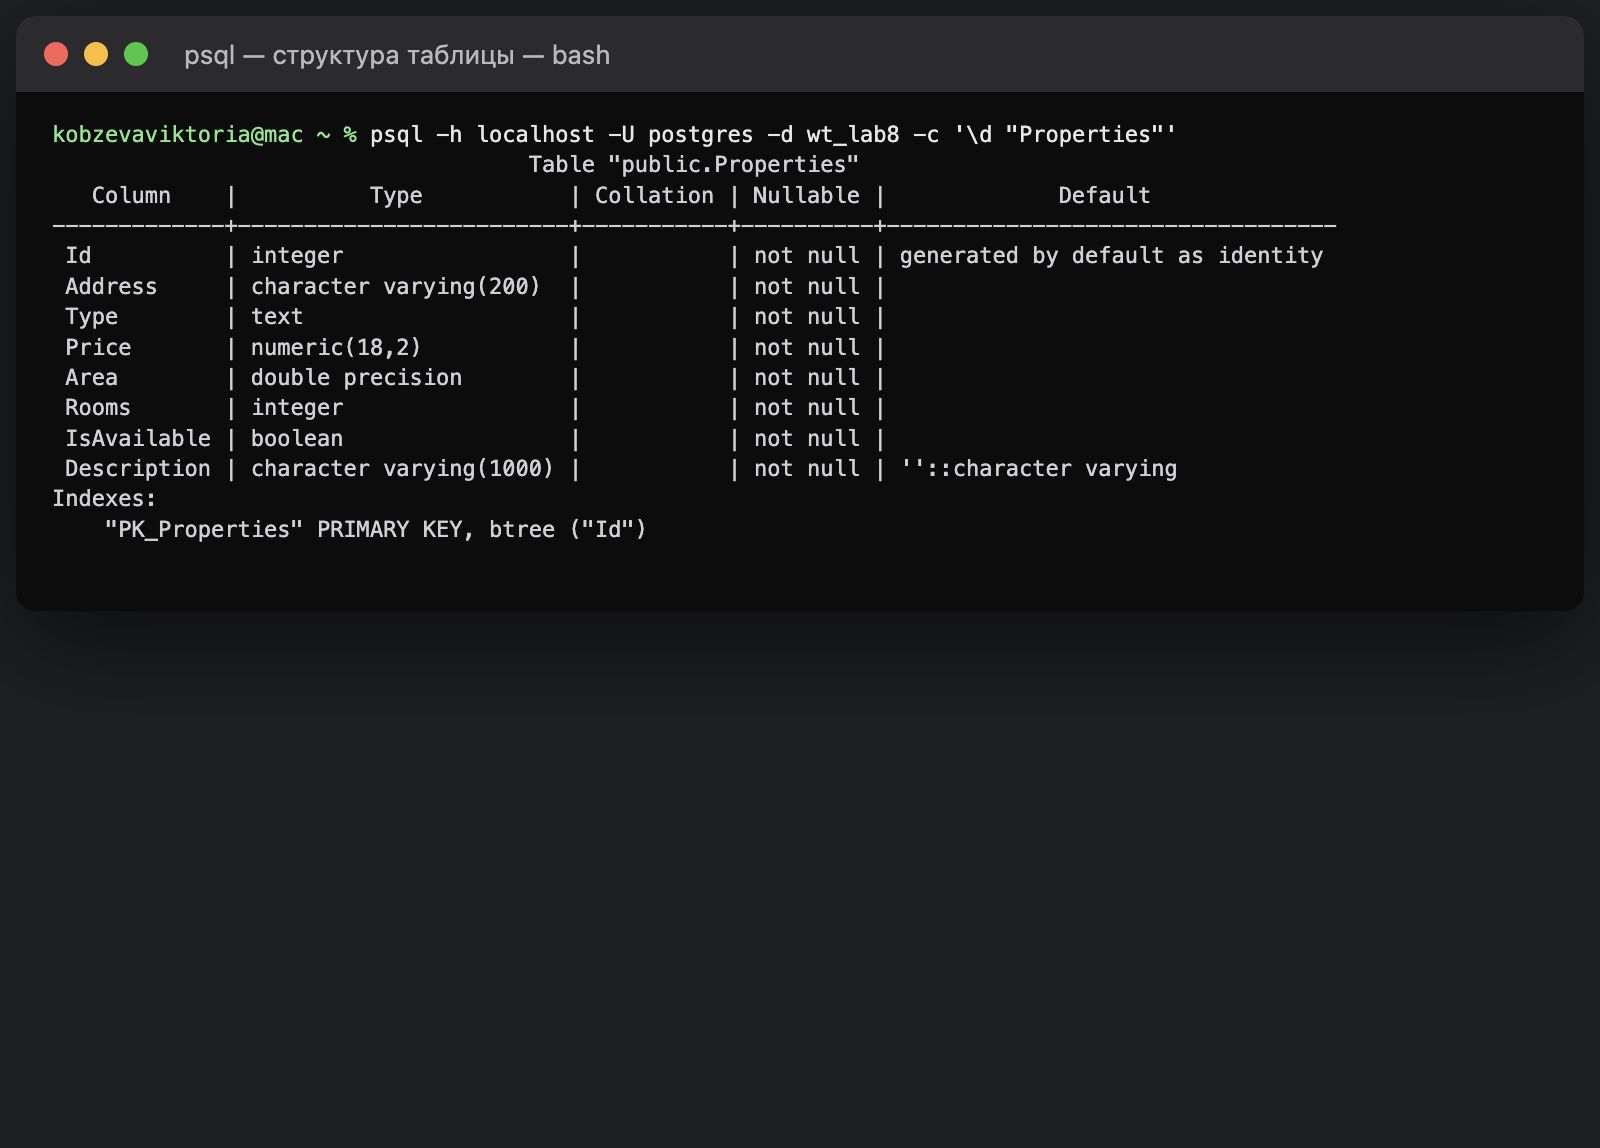 psql — структура таблицы — bash
kobzevaviktoria@mac ~ % psql -h localhost -U postgres -d wt_lab8 -c '\d "Properties"'
                                    Table "public.Properties"
   Column    |          Type           | Collation | Nullable |             Default
-------------+-------------------------+-----------+----------+----------------------------------
 Id          | integer                 |           | not null | generated by default as identity
 Address     | character varying(200)  |           | not null |
 Type        | text                    |           | not null |
 Price       | numeric(18,2)           |           | not null |
 Area        | double precision        |           | not null |
 Rooms       | integer                 |           | not null |
 IsAvailable | boolean                 |           | not null |
 Description | character varying(1000) |           | not null | ''::character varying
Indexes:
    "PK_Properties" PRIMARY KEY, btree ("Id")